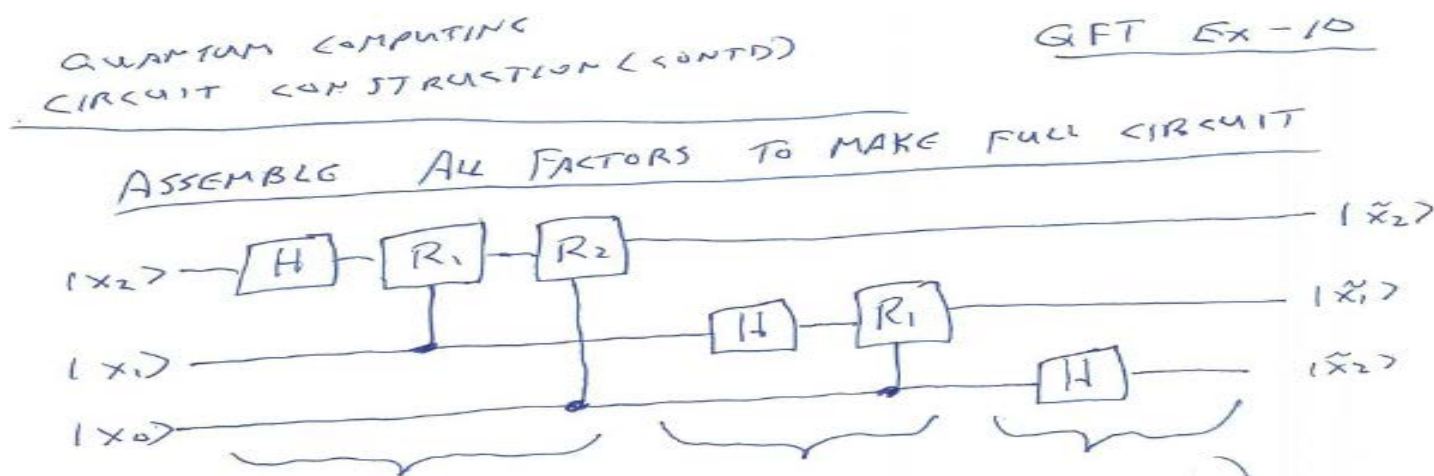 QUANTUM COMPUTING
QFT Ex-10
CIRCUIT CONSTRUCTION (CONTD)
ASSEMBLE ALL FACTORS TO MAKE FULL CIRCUIT
|x₂> H R₁ R₂ |x̃₂>
H R₁ |x̃₁>
|x₁> H |x̃₂>
|x₀>